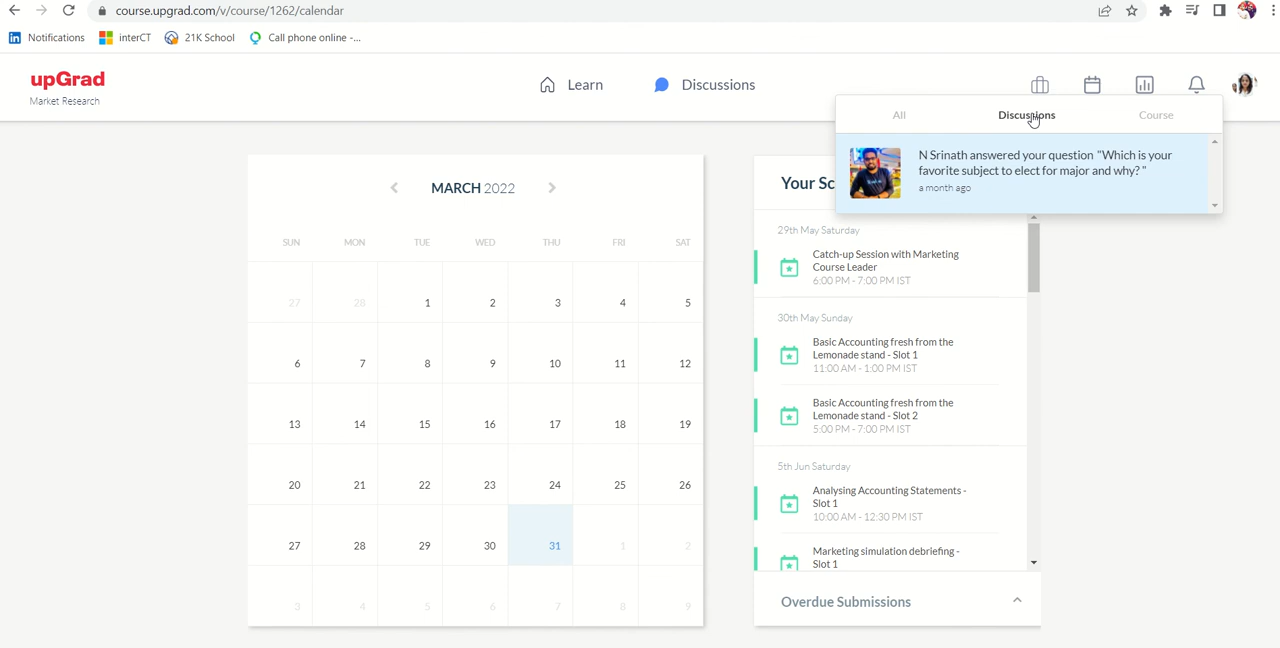 course.upgrad.com/v/course/1262/calendar
Notifications
interCT
21K School
Call phone online -...
upGrad
Market Research
Learn
Discussions
All
Discussions
Course
N Srinath answered your question "Which is your
favorite subject to elect for major and why? "
a month ago
MARCH 2022
SUN MON TUE WED THU FRI SAT
27 28 1 2 3 4 5
6 7 8 9 10 11 12
13 14 15 16 17 18 19
20 21 22 23 24 25 26
27 28 29 30 31 1 2
3 4 5 6 7 8 9
Your Sc
29th May Saturday
Catch-up Session with Marketing
Course Leader
6:00 PM - 7:00 PM IST
30th May Sunday
Basic Accounting fresh from the
Lemonade stand - Slot 1
11:00 AM - 1:00 PM IST
Basic Accounting fresh from the
Lemonade stand - Slot 2
5:00 PM - 7:00 PM IST
5th Jun Saturday
Analysing Accounting Statements -
Slot 1
10:00 AM - 12:30 PM IST
Marketing simulation debriefing -
Slot 1
Overdue Submissions